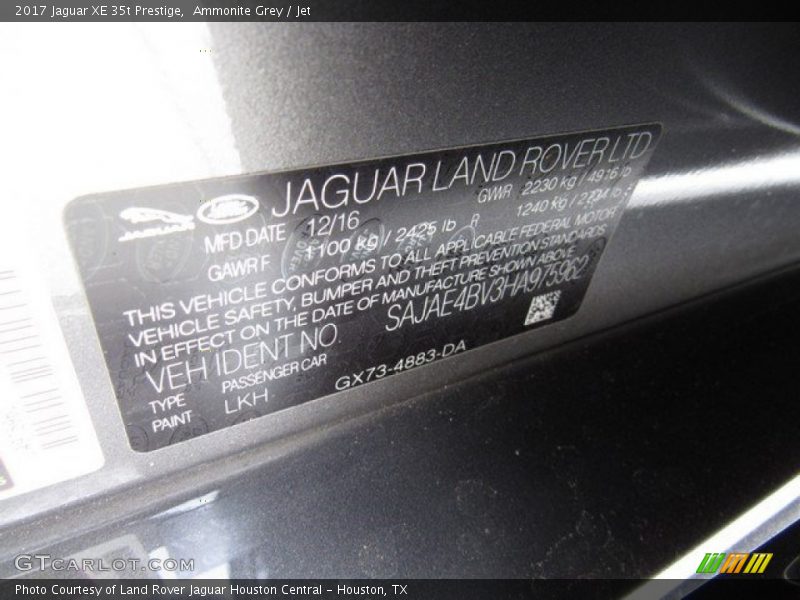 2017 Jaguar XE 35t Prestige, Ammonite Grey / Jet
JAGUAR LAND ROVER LTD
MFD DATE 12/16 GWR 2230 kg / 4916 lb
GAWR F 1100 kg / 2425 lb R 1240 kg / 2734 lb
THIS VEHICLE CONFORMS TO ALL APPLICABLE FEDERAL MOTOR
VEHICLE SAFETY, BUMPER AND THEFT PREVENTION STANDARDS
IN EFFECT ON THE DATE OF MANUFACTURE SHOWN ABOVE
VEH IDENT NO. SAJAE4BV3HA975962
TYPE PASSENGER CAR
PAINT LKH GX73-4883-DA
GTCarLot.com
Photo Courtesy of Land Rover Jaguar Houston Central - Houston, TX